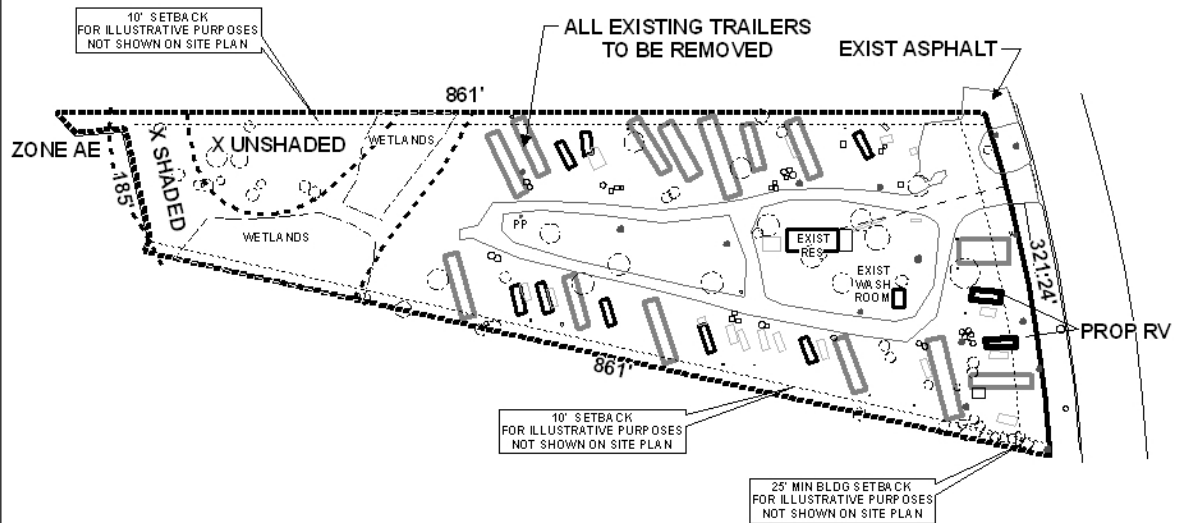 10' SETBACK
FOR ILLUSTRATIVE PURPOSES
NOT SHOWN ON SITE PLAN
ALL EXISTING TRAILERS
TO BE REMOVED
EXIST ASPHALT
861'
ZONE AE
X SHADED
X UNSHADED
WETLANDS
185'
WETLANDS
PP
EXIST
RES
EXIST
WASH
ROOM
321.24'
PROP RV
861'
10' SETBACK
FOR ILLUSTRATIVE PURPOSES
NOT SHOWN ON SITE PLAN
25' MIN BLDG SETBACK
FOR ILLUSTRATIVE PURPOSES
NOT SHOWN ON SITE PLAN